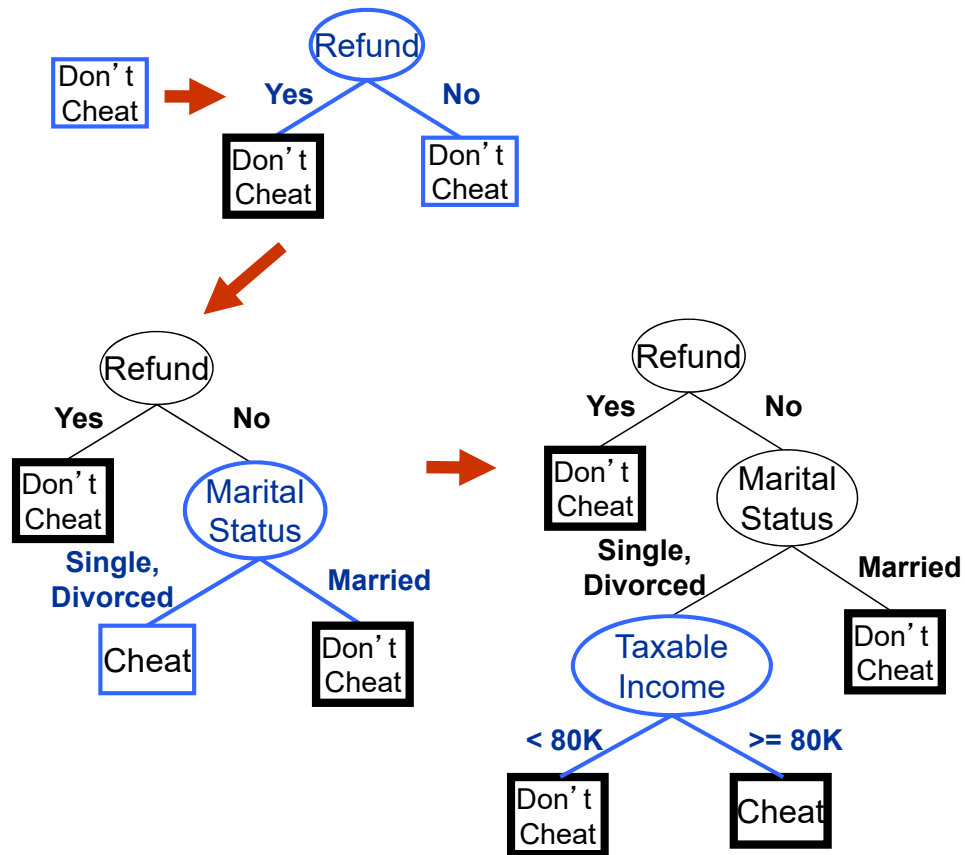 Refund
Don't
Cheat
Yes
No
Don't
Cheat
Don't
Cheat
Refund
Yes
No
Don't
Cheat
Marital
Status
Single,
Divorced
Married
Cheat
Don't
Cheat
Refund
Yes
No
Don't
Cheat
Marital
Status
Single,
Divorced
Married
Taxable
Income
Don't
Cheat
< 80K
>= 80K
Don't
Cheat
Cheat